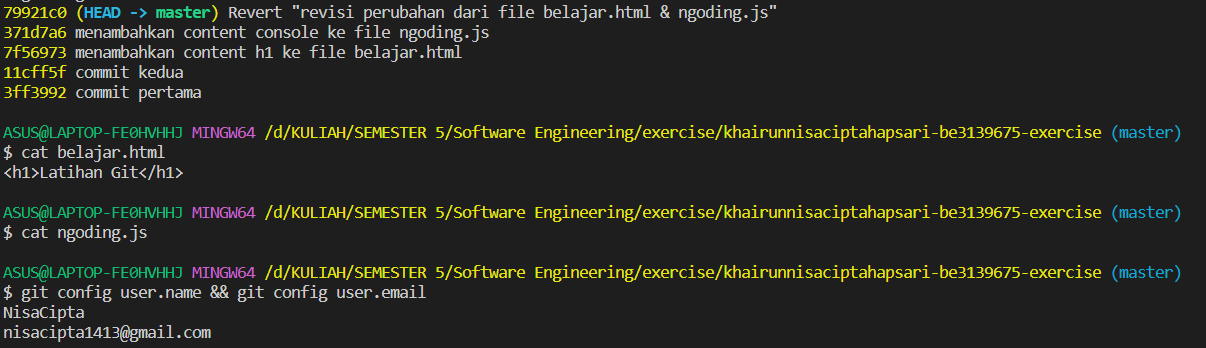 79921c0 (HEAD -> master) Revert "revisi perubahan dari file belajar.html & ngoding.js"
371d7a6 menambahkan content console ke file ngoding.js
7f56973 menambahkan content h1 ke file belajar.html
11cff5f commit kedua
3ff3992 commit pertama
ASUS@LAPTOP-FE0HVHHJ MINGW64 /d/KULIAH/SEMESTER 5/Software Engineering/exercise/khairunnisaciptahapsari-be3139675-exercise (master)
$ cat belajar.html
<h1>Latihan Git</h1>
ASUS@LAPTOP-FE0HVHHJ MINGW64 /d/KULIAH/SEMESTER 5/Software Engineering/exercise/khairunnisaciptahapsari-be3139675-exercise (master)
$ cat ngoding.js
ASUS@LAPTOP-FE0HVHHJ MINGW64 /d/KULIAH/SEMESTER 5/Software Engineering/exercise/khairunnisaciptahapsari-be3139675-exercise (master)
$ git config user.name && git config user.email
NisaCipta
nisacipta1413@gmail.com